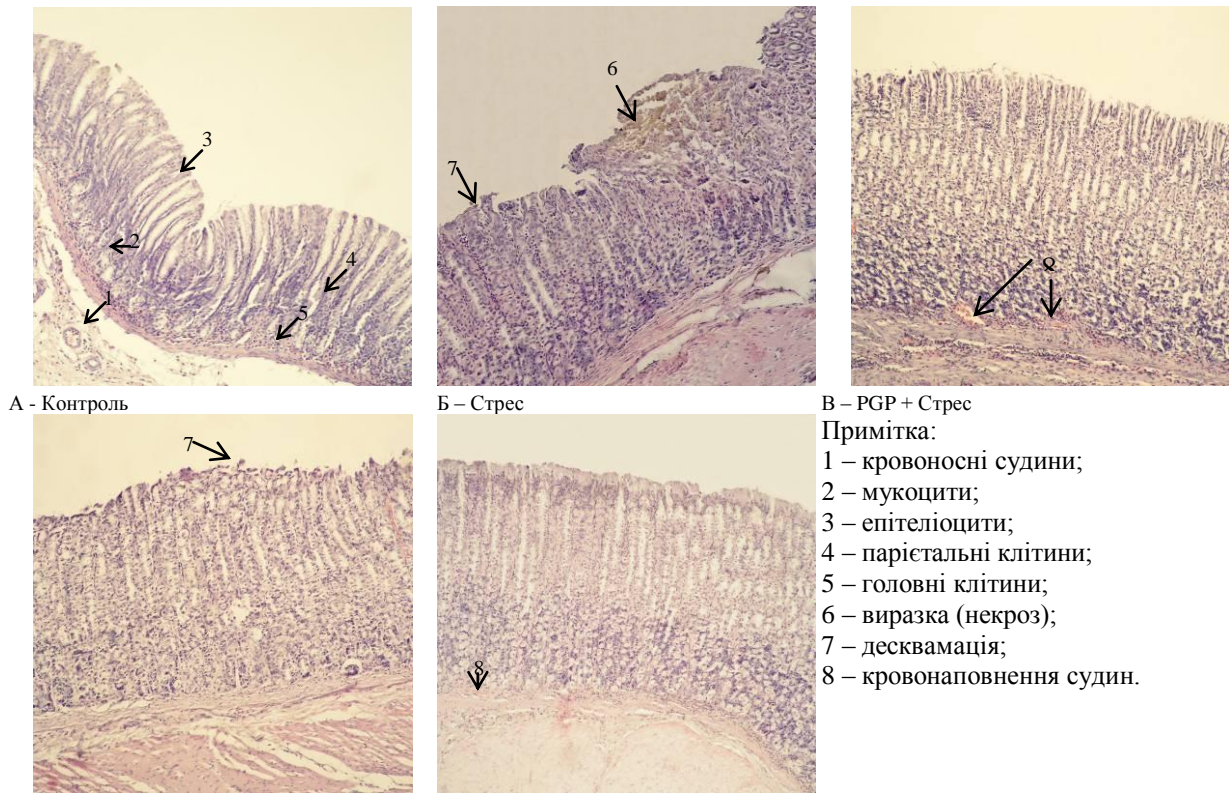 6
3
7
2
4
8
1
5
А - Контроль
Б – Стрес
В – PGP + Стрес
7
8
Примітка:
1 – кровоносні судини;
2 – мукоцити;
3 – епітеліоцити;
4 – парієтальні клітини;
5 – головні клітини;
6 – виразка (некроз);
7 – десквамація;
8 – кровонаповнення судин.